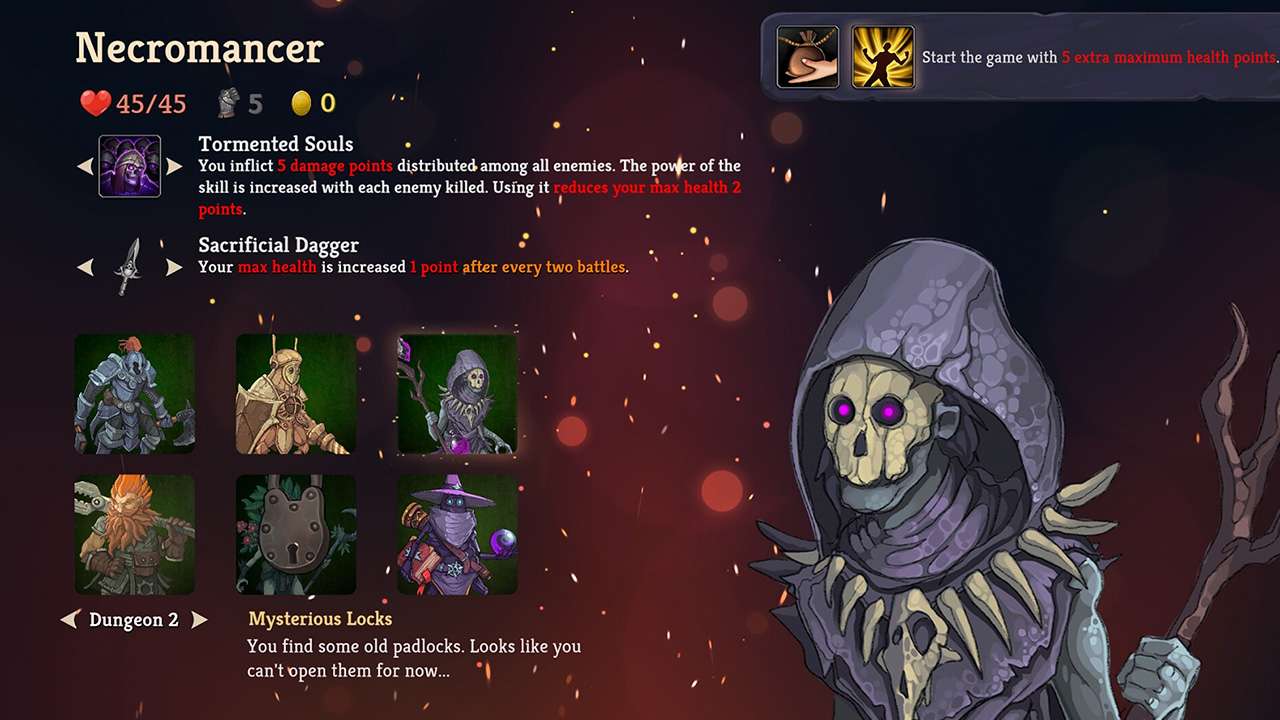 Necromancer
45/45 5 0
Start the game with 5 extra maximum health points.
Tormented Souls
You inflict 5 damage points distributed among all enemies. The power of the
skill is increased with each enemy killed. Using it reduces your max health 2
points.
Sacrificial Dagger
Your max health is increased 1 point after every two battles.
Dungeon 2
Mysterious Locks
You find some old padlocks. Looks like you
can't open them for now...